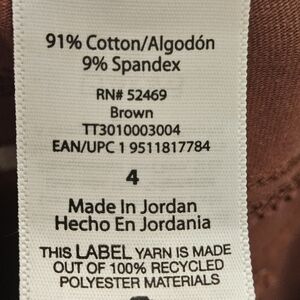 91% Cotton/Algodón
9% Spandex
RN# 52469
Brown
TT3010003004
EAN/UPC 1 9511817784
4
Made In Jordan
Hecho En Jordania
THIS LABEL YARN IS MADE
OUT OF 100% RECYCLED
POLYESTER MATERIALS